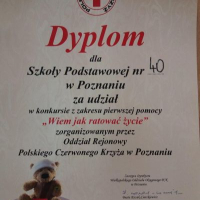 Dyplom
dla
Szkoły Podstawowej nr 40
w Poznaniu
za udział
w konkursie z zakresu pierwszej pomocy
„Wiem jak ratować życie”
zorganizowanym przez
Oddział Rejonowy
Polskiego Czerwonego Krzyża w Poznaniu